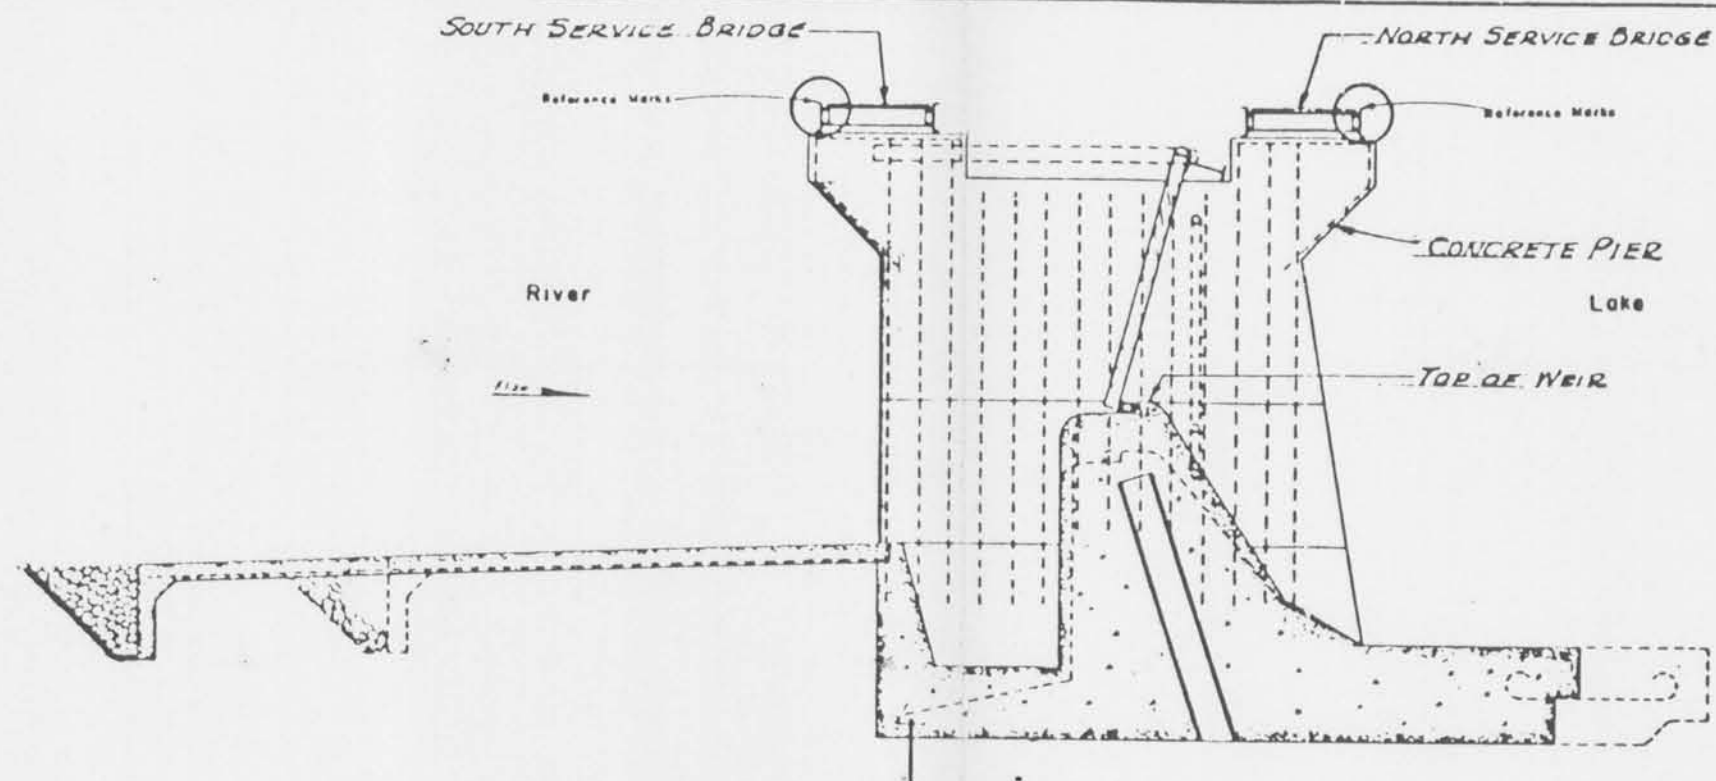 SOUTH SERVICE BRIDGE
NORTH SERVICE BRIDGE
Reference Marks
Reference Marks
CONCRETE PIER
River
Lake
Flow
TOP OF WEIR